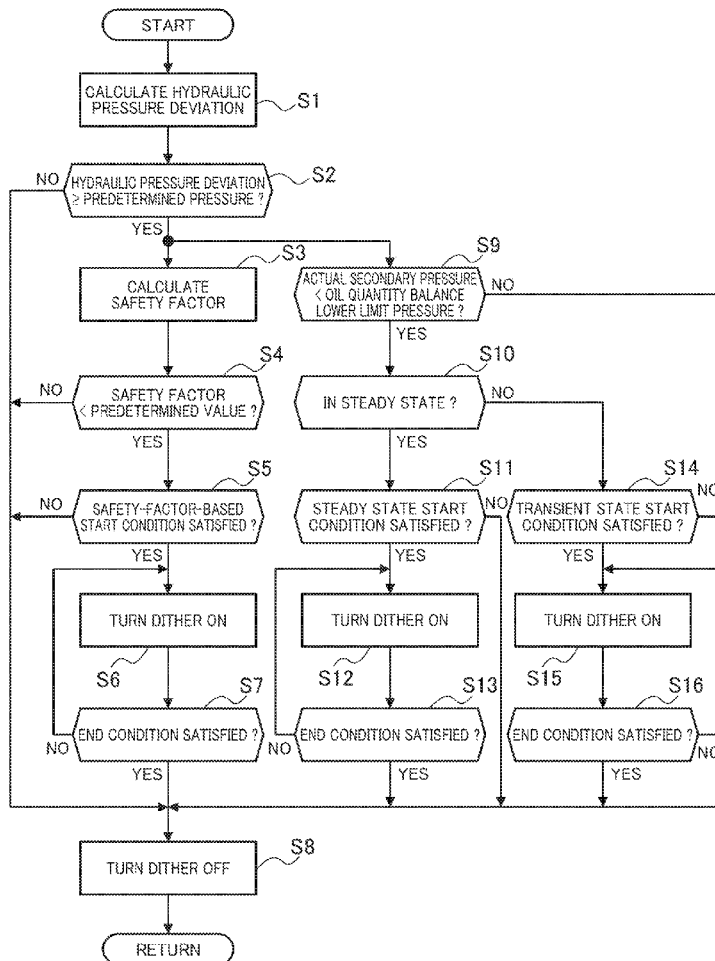 START
CALCULATE HYDRAULIC
PRESSURE DEVIATION
S1
NO
HYDRAULIC PRESSURE DEVIATION
≥ PREDETERMINED PRESSURE ?
S2
YES
S3
CALCULATE
SAFETY FACTOR
S9
ACTUAL SECONDARY PRESSURE
< OIL QUANTITY BALANCE
LOWER LIMIT PRESSURE ?
NO
YES
S4
NO
SAFETY FACTOR
< PREDETERMINED VALUE ?
YES
S10
IN STEADY STATE ?
NO
YES
S5
NO
SAFETY-FACTOR-BASED
START CONDITION SATISFIED ?
YES
S11
STEADY STATE START
CONDITION SATISFIED ?
NO
YES
S14
TRANSIENT STATE START
CONDITION SATISFIED ?
NO
YES
TURN DITHER ON
S6
TURN DITHER ON
S12
TURN DITHER ON
S15
S7
NO
END CONDITION SATISFIED ?
YES
S13
NO
END CONDITION SATISFIED ?
YES
S16
END CONDITION SATISFIED ?
NO
YES
TURN DITHER OFF
S8
RETURN